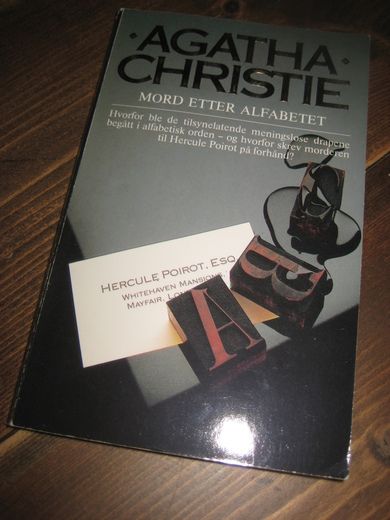 AGATHA
CHRISTIE
MORD ETTER ALFABETET
Hvorfor ble de tilsynelatende meningsløse drapene
begått i alfabetisk orden – og hvorfor skrev morderen
til Hercule Poirot på forhånd?
HERCULE POIROT, ESQ
WHITEHAVEN MANSIONS,
MAYFAIR,
B
A